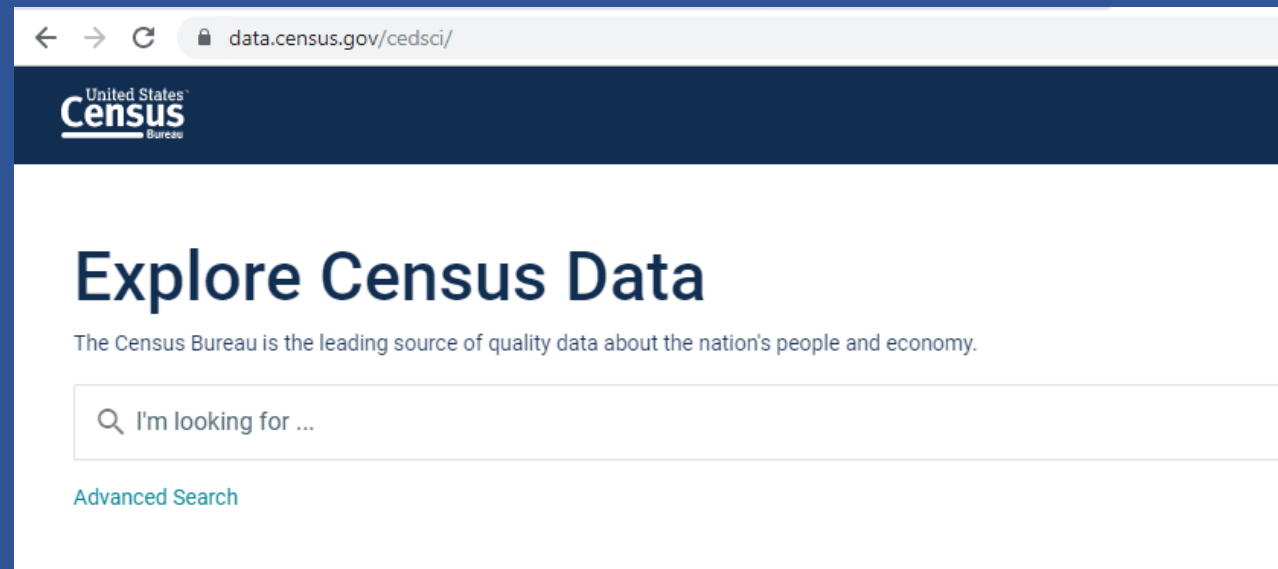 data.census.gov/cedsci/
United States™
Census
Bureau
Explore Census Data
The Census Bureau is the leading source of quality data about the nation's people and economy.
I'm looking for ...
Advanced Search